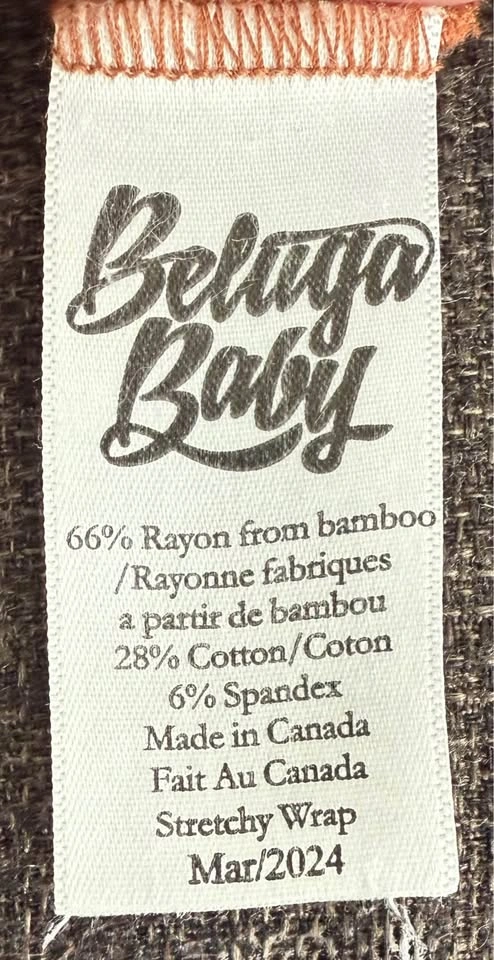 Beluga
Baby
66% Rayon from bamboo
/Rayonne fabriques
a partir de bambou
28% Cotton/Coton
6% Spandex
Made in Canada
Fait Au Canada
Stretchy Wrap
Mar/2024